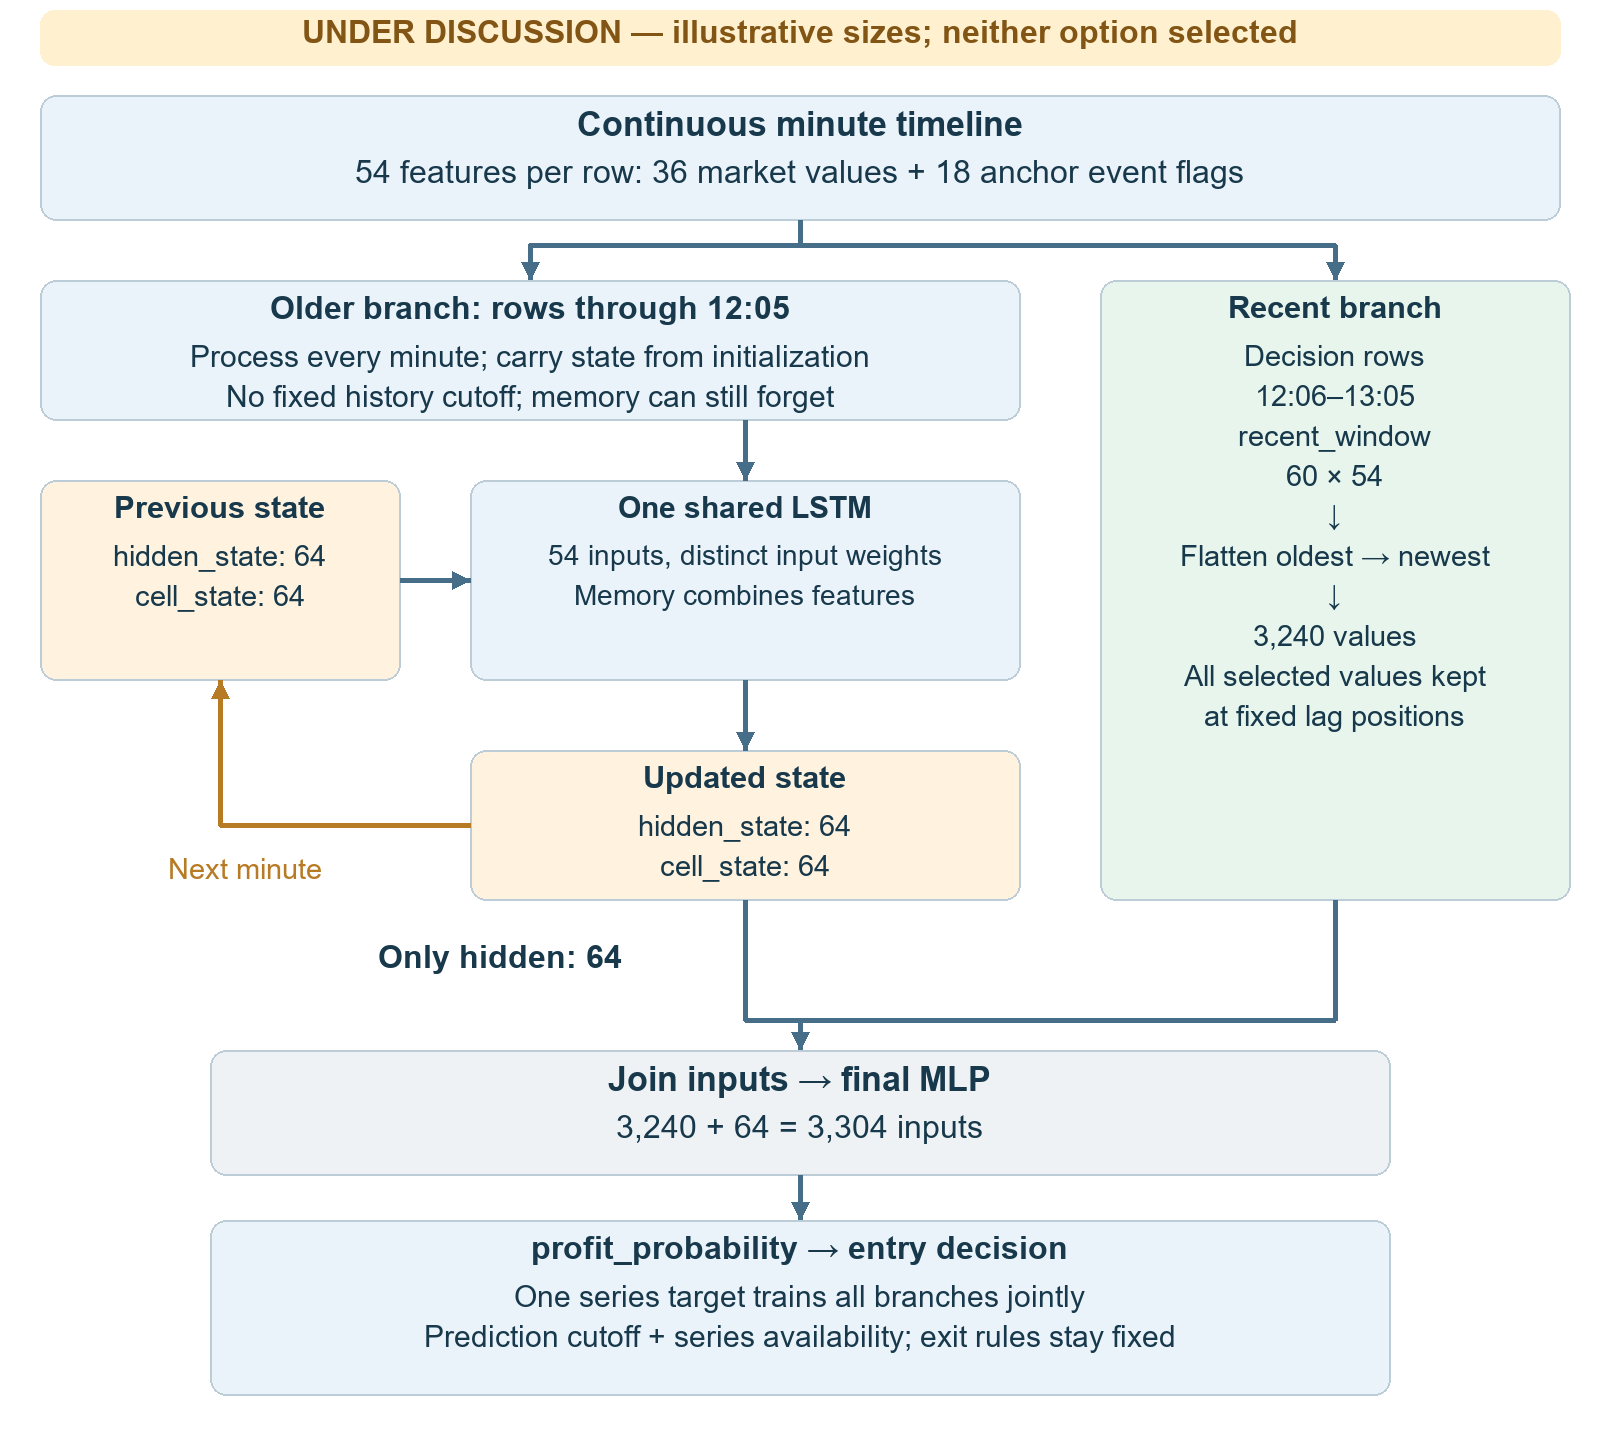 UNDER DISCUSSION — illustrative sizes; neither option selected
Continuous minute timeline
54 features per row: 36 market values + 18 anchor event flags
Older branch: rows through 12:05
Process every minute; carry state from initialization
No fixed history cutoff; memory can still forget
Recent branch
Decision rows
12:06–13:05
recent_window
60 × 54
↓
Flatten oldest → newest
↓
3,240 values
All selected values kept
at fixed lag positions
Previous state
hidden_state: 64
cell_state: 64
One shared LSTM
54 inputs, distinct input weights
Memory combines features
Updated state
hidden_state: 64
cell_state: 64
Next minute
Only hidden: 64
Join inputs → final MLP
3,240 + 64 = 3,304 inputs
profit_probability → entry decision
One series target trains all branches jointly
Prediction cutoff + series availability; exit rules stay fixed